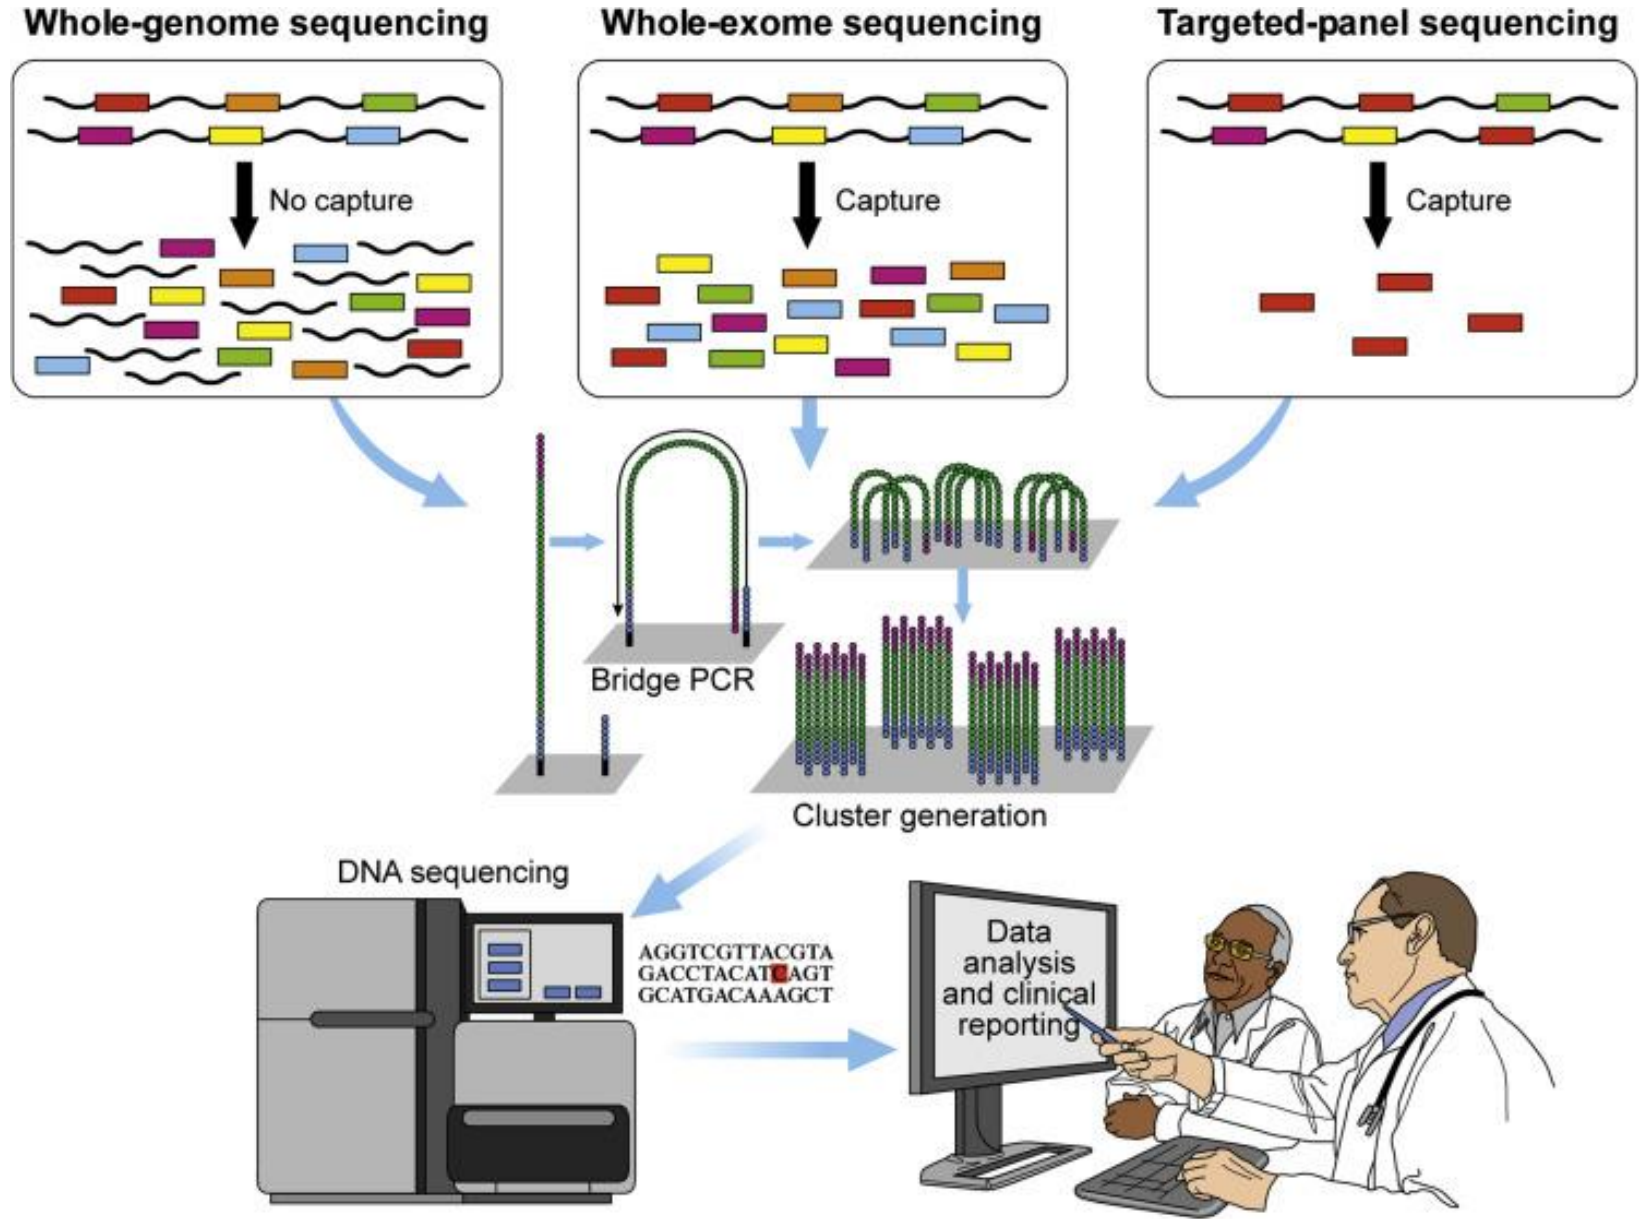 Whole-genome sequencing
Whole-exome sequencing
Targeted-panel sequencing
No capture
Capture
Capture
Bridge PCR
Cluster generation
DNA sequencing
AGGTCGTTACGTA
GACCTACATCAGT
GCATGACAAAGCT
Data
analysis
and clinical
reporting